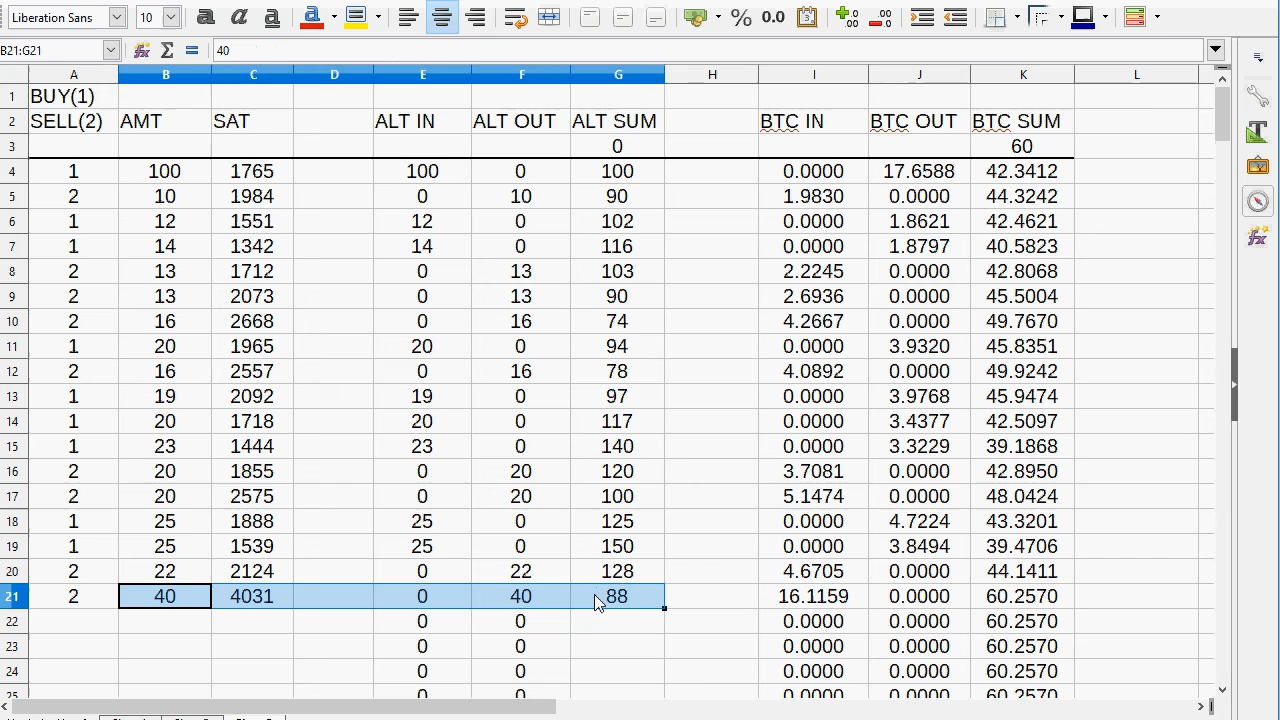 Liberation Sans 10 a a a a % 0.0 .00 .00
B21:G21 40
A B C D E F G H I J K L
1 BUY(1)
2 SELL(2) AMT SAT ALT IN ALT OUT ALT SUM BTC IN BTC OUT BTC SUM
3 0 60
4 1 100 1765 100 0 100 0.0000 17.6588 42.3412
5 2 10 1984 0 10 90 1.9830 0.0000 44.3242
6 1 12 1551 12 0 102 0.0000 1.8621 42.4621
7 1 14 1342 14 0 116 0.0000 1.8797 40.5823
8 2 13 1712 0 13 103 2.2245 0.0000 42.8068
9 2 13 2073 0 13 90 2.6936 0.0000 45.5004
10 2 16 2668 0 16 74 4.2667 0.0000 49.7670
11 1 20 1965 20 0 94 0.0000 3.9320 45.8351
12 2 16 2557 0 16 78 4.0892 0.0000 49.9242
13 1 19 2092 19 0 97 0.0000 3.9768 45.9474
14 1 20 1718 20 0 117 0.0000 3.4377 42.5097
15 1 23 1444 23 0 140 0.0000 3.3229 39.1868
16 2 20 1855 0 20 120 3.7081 0.0000 42.8950
17 2 20 2575 0 20 100 5.1474 0.0000 48.0424
18 1 25 1888 25 0 125 0.0000 4.7224 43.3201
19 1 25 1539 25 0 150 0.0000 3.8494 39.4706
20 2 22 2124 0 22 128 4.6705 0.0000 44.1411
21 2 40 4031 0 40 88 16.1159 0.0000 60.2570
22 0 0 0.0000 0.0000 60.2570
23 0 0 0.0000 0.0000 60.2570
24 0 0 0.0000 0.0000 60.2570
25 0 0 0.0000 0.0000 60.2570